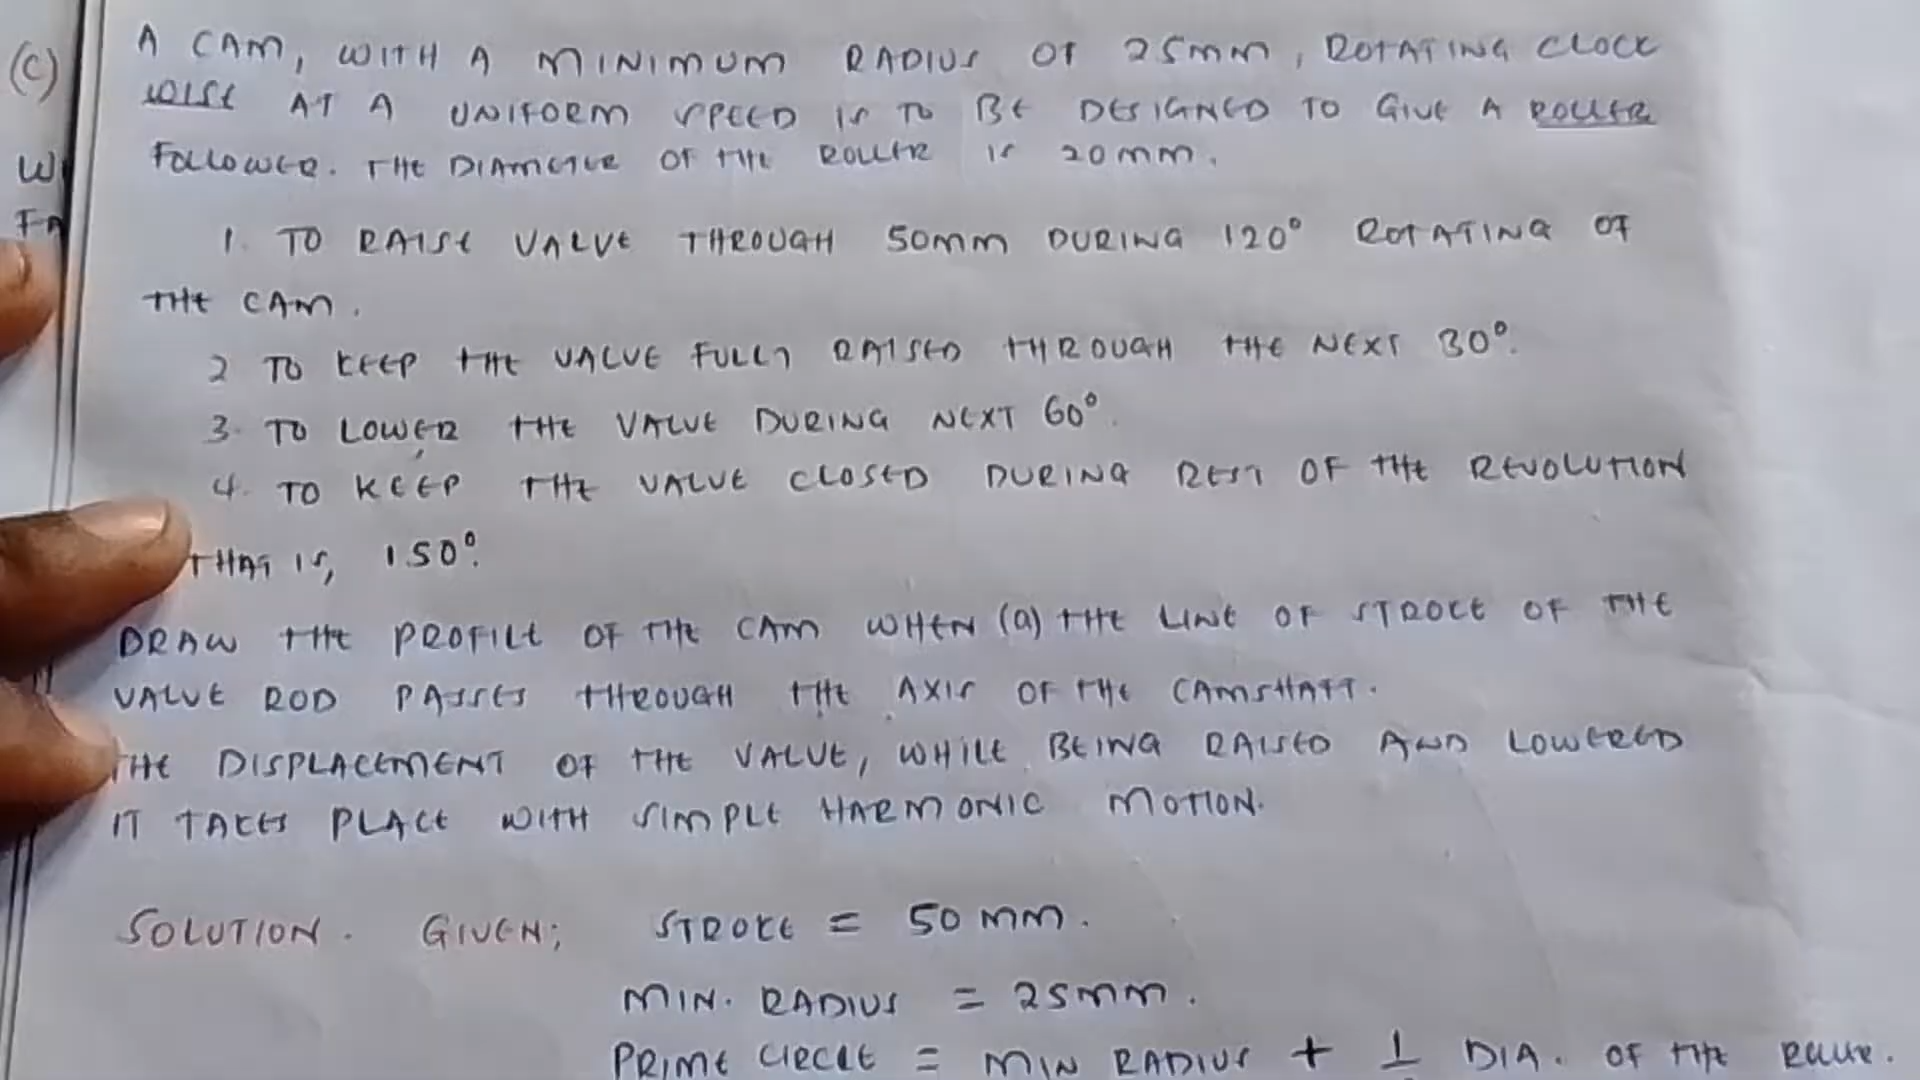 (C) A CAM, WITH A MINIMUM RADIUS OF 25mm, ROTATING CLOCK
WISE AT A UNIFORM SPEED IS TO BE DESIGNED TO GIVE A ROLLER
FOLLOWER. THE DIAMETER OF THE ROLLER IS 20mm.
1. TO RAISE VALVE THROUGH 50mm DURING 120° ROTATING OF
THE CAM.
2 TO KEEP THE VALVE FULLY RAISED THROUGH THE NEXT 30°.
3. TO LOWER THE VALVE DURING NEXT 60°.
4. TO KEEP THE VALVE CLOSED DURING REST OF THE REVOLUTION
THAT IS, 150°.
DRAW THE PROFILE OF THE CAM WHEN (a) THE LINE OF STROKE OF THE
VALVE ROD PASSES THROUGH THE AXIS OF THE CAMSHAFT.
THE DISPLACEMENT OF THE VALVE, WHILE BEING RAISED AND LOWERED
IT TAKES PLACE WITH SIMPLE HARMONIC MOTION.
SOLUTION. GIVEN; STROKE = 50 mm.
MIN. RADIUS = 25mm.
PRIME CIRCLE = MIN RADIUS + DIA. OF THE ROLLER.